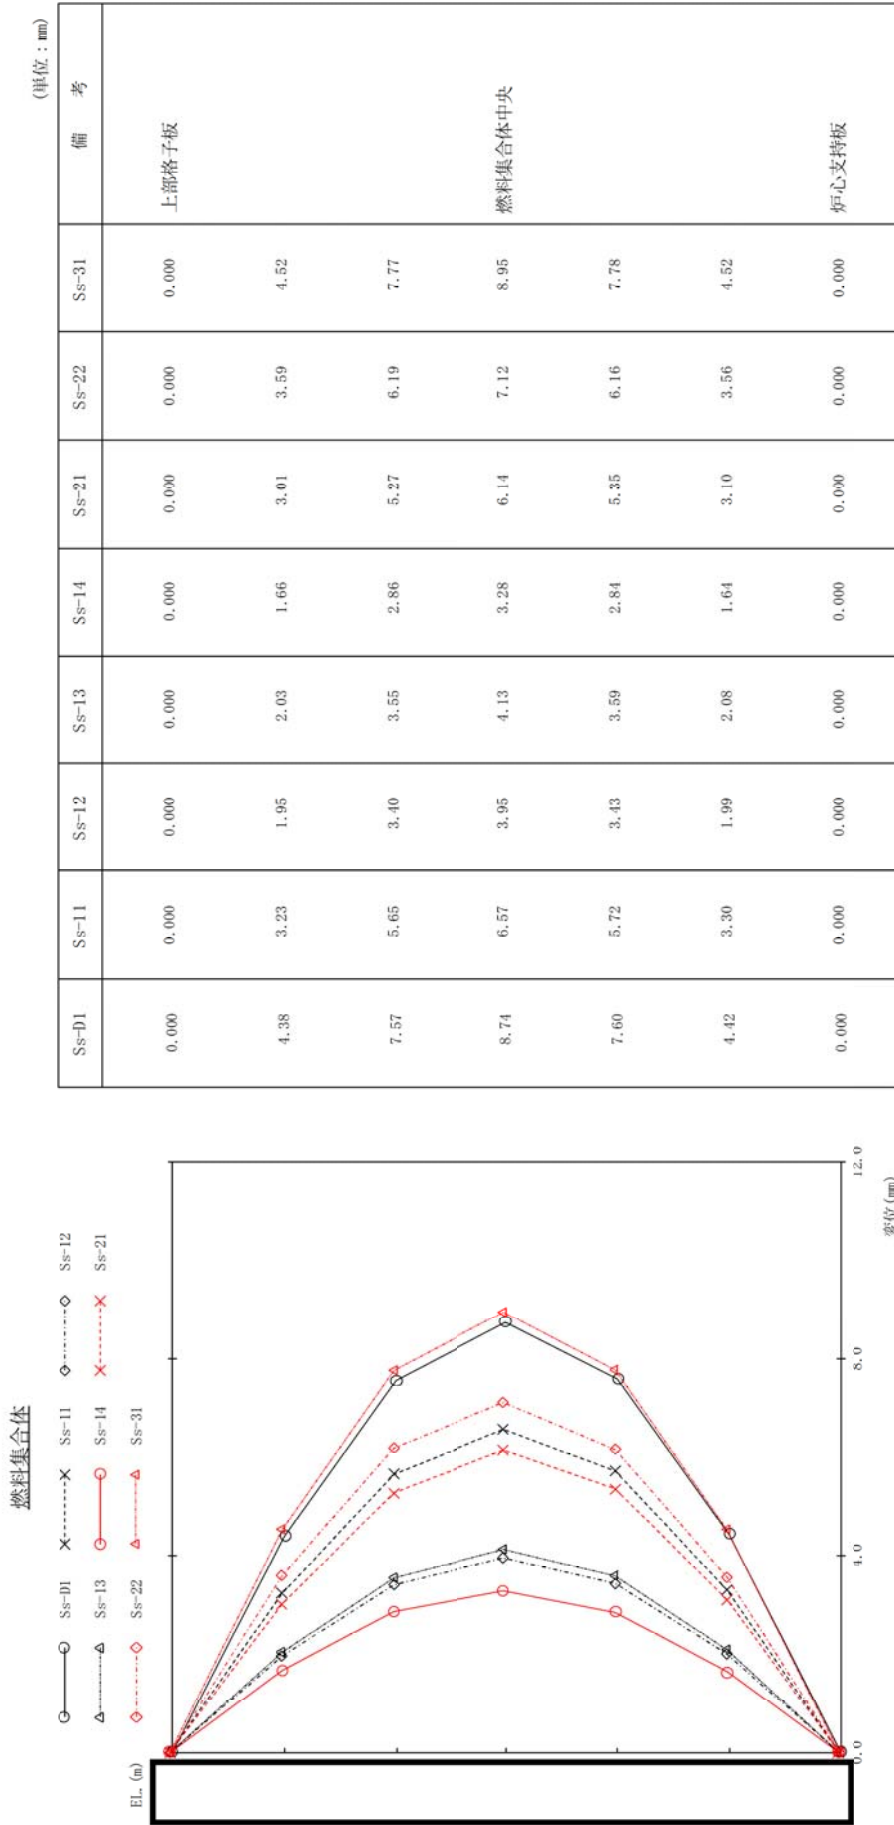 燃料集合体
Ss-D1 Ss-11 Ss-12
Ss-13 Ss-14 Ss-21
Ss-22 Ss-31
EL. (m)
0.0 4.0 8.0 12.0
変位(mm)
(単位:mm)
Ss-D1 Ss-11 Ss-12 Ss-13 Ss-14 Ss-21 Ss-22 Ss-31 備 考
0.000 0.000 0.000 0.000 0.000 0.000 0.000 0.000 上部格子板
4.38 3.23 1.95 2.03 1.66 3.01 3.59 4.52
7.57 5.65 3.40 3.55 2.86 5.27 6.19 7.77
8.74 6.57 3.95 4.13 3.28 6.14 7.12 8.95 燃料集合体中央
7.60 5.72 3.43 3.59 2.84 5.35 6.16 7.78
4.42 3.30 1.99 2.08 1.64 3.10 3.56 4.52
0.000 0.000 0.000 0.000 0.000 0.000 0.000 0.000 炉心支持板